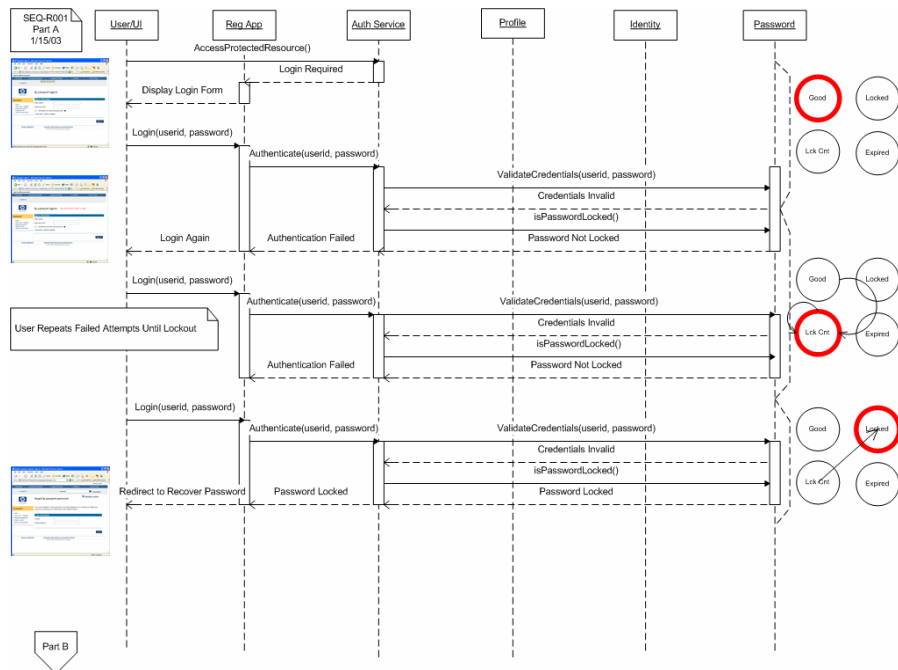 SEQ-R001
Part A
1/15/03
User/UI
Reg App
Auth Service
Profile
Identity
Password
AccessProtectedResource()
Login Required
Display Login Form
Good
Locked
Lck Cnt
Expired
Login(userid, password)
Authenticate(userid, password)
ValidateCredentials(userid, password)
Credentials Invalid
isPasswordLocked()
Login Again
Authentication Failed
Password Not Locked
Good
Locked
Lck Cnt
Expired
Login(userid, password)
Authenticate(userid, password)
ValidateCredentials(userid, password)
User Repeats Failed Attempts Until Lockout
Credentials Invalid
isPasswordLocked()
Authentication Failed
Password Not Locked
Good
Locked
Lck Cnt
Expired
Login(userid, password)
Authenticate(userid, password)
ValidateCredentials(userid, password)
Credentials Invalid
isPasswordLocked()
Redirect to Recover Password
Password Locked
Password Locked
Part B